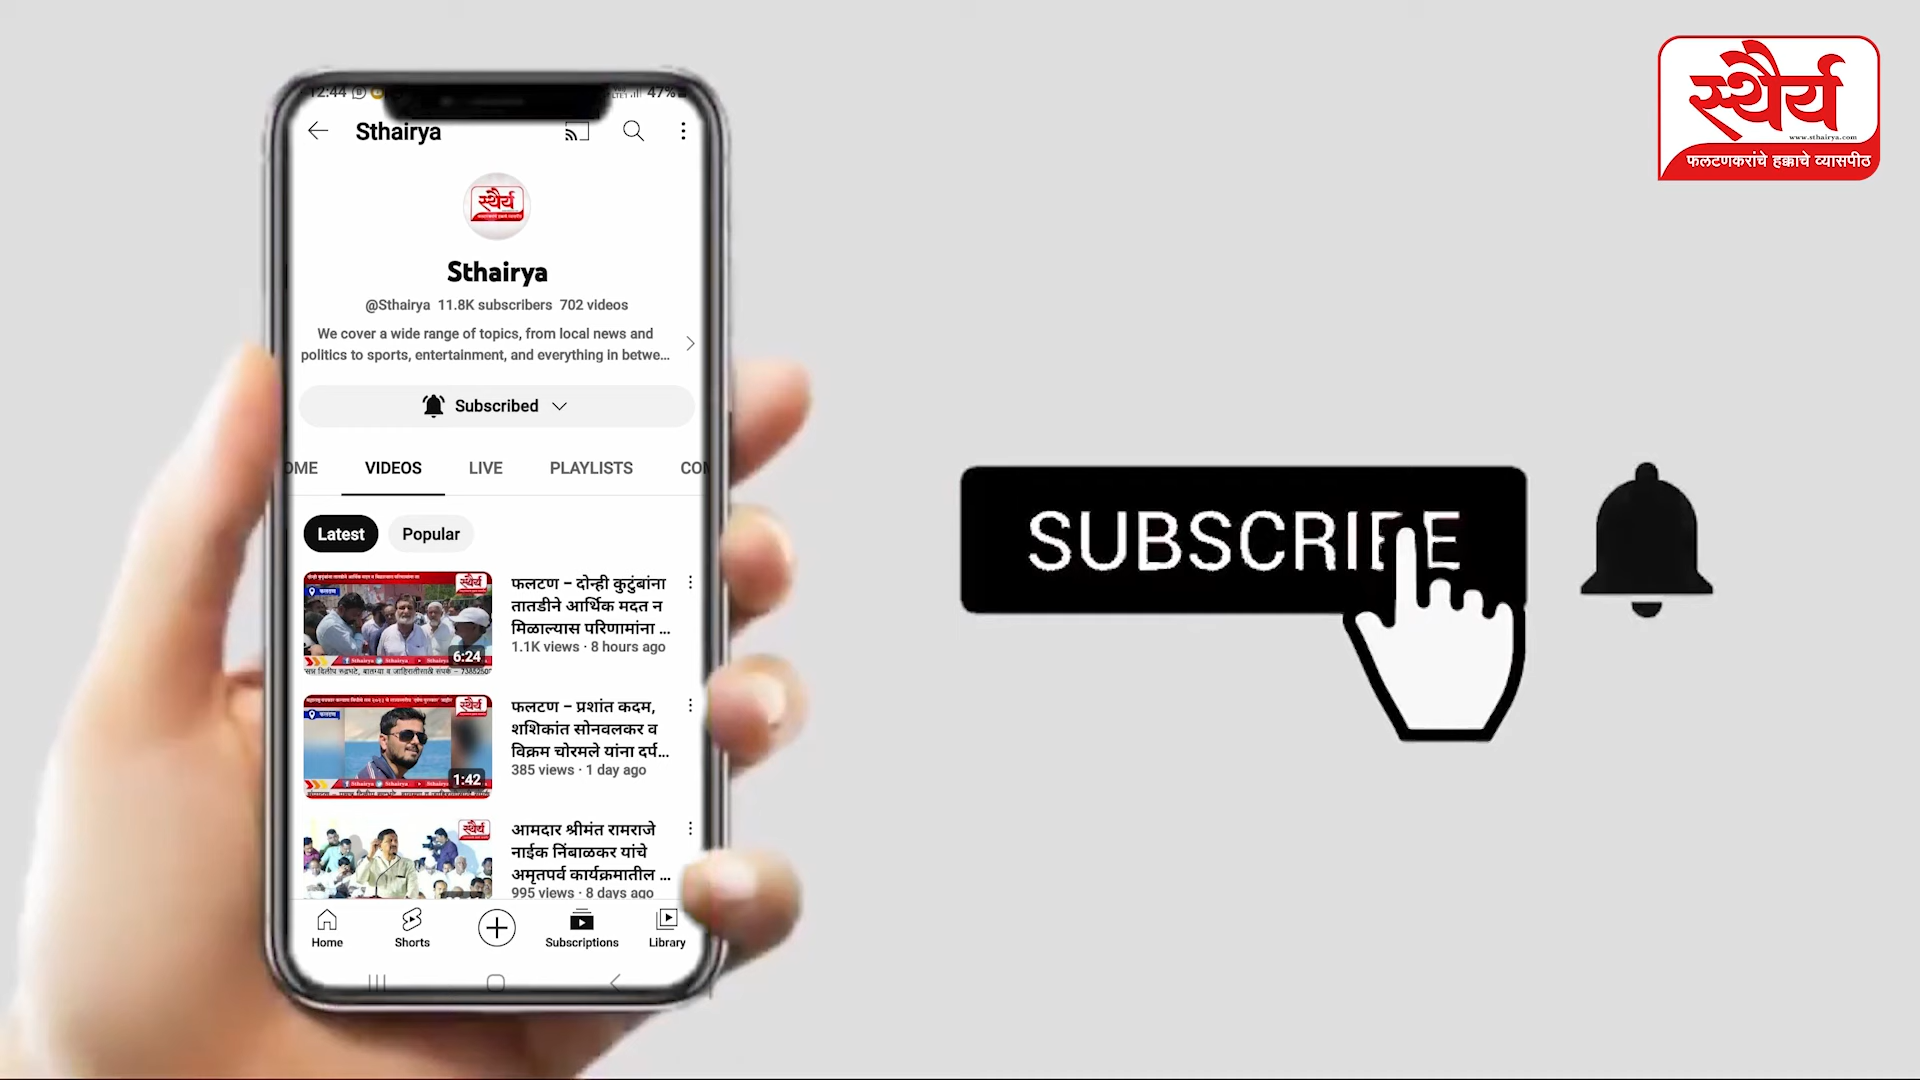 12:44
47%
Sthairya
स्थैर्य
Sthairya
@Sthairya 11.8K subscribers 702 videos
We cover a wide range of topics, from local news and
politics to sports, entertainment, and everything in betwe...
Subscribed
OME VIDEOS LIVE PLAYLISTS CO
Latest Popular
स्थैर्य
6:24
फलटण – दोन्ही कुटुंबांना
तातडीने आर्थिक मदत न
मिळाल्यास परिणामांना ...
1.1K views · 8 hours ago
स्थैर्य
1:42
फलटण – प्रशांत कदम,
शशिकांत सोनवलकर व
विक्रम चोरमले यांना दर्प...
385 views · 1 day ago
स्थैर्य
आमदार श्रीमंत रामराजे
नाईक निंबाळकर यांचे
अमृतपर्व कार्यक्रमातील ...
995 views · 8 days ago
Home Shorts Subscriptions Library
SUBSCRIBE
स्थैर्य
www.sthairya.com
फलटणकरांचे हक्काचे व्यासपीठ